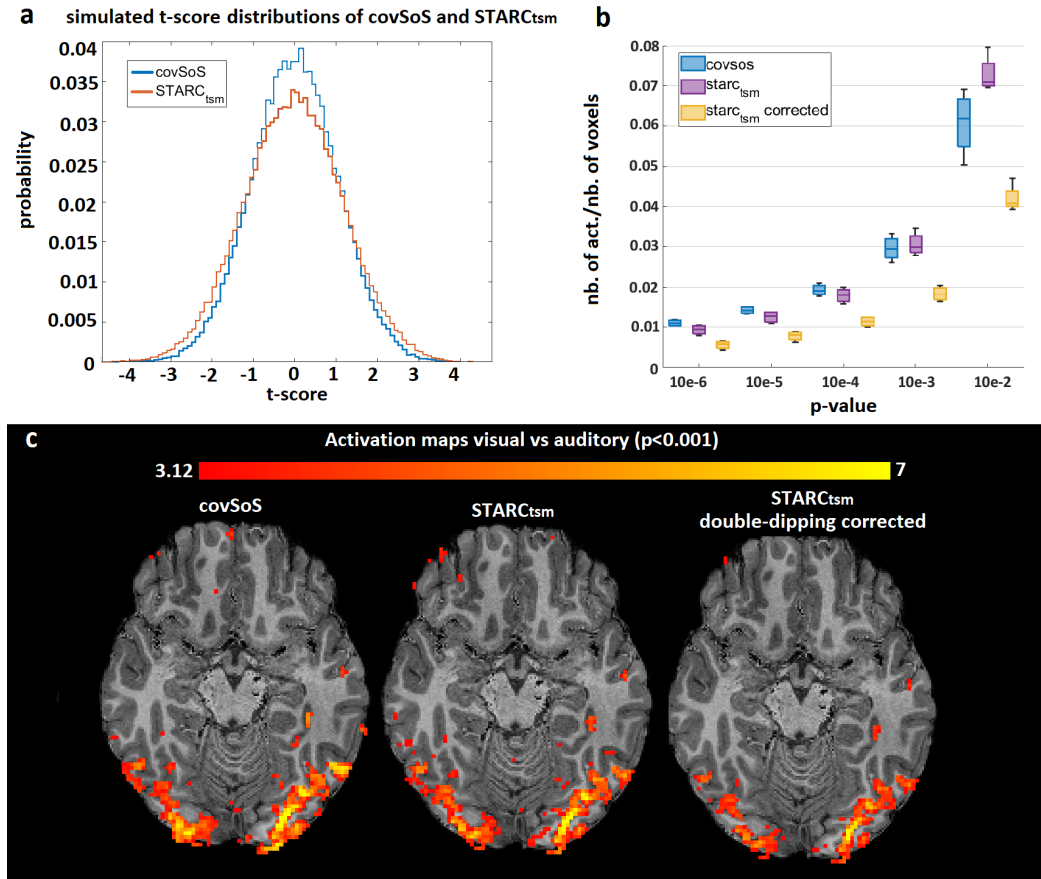 a simulated t-score distributions of covSoS and STARCtsm
0.04
0.035
0.03
0.025
0.02
0.015
0.01
0.005
0
probability
covSoS
STARCtsm
-4 -3 -2 -1 0 1 2 3 4
t-score
b
0.08
0.07
0.06
0.05
0.04
0.03
0.02
0.01
0
nb. of act./nb. of voxels
covsos
starctsm
starctsm corrected
10e-6 10e-5 10e-4 10e-3 10e-2
p-value
c Activation maps visual vs auditory (p<0.001)
3.12 7
covSoS
STARCtsm
STARCtsm
double-dipping corrected